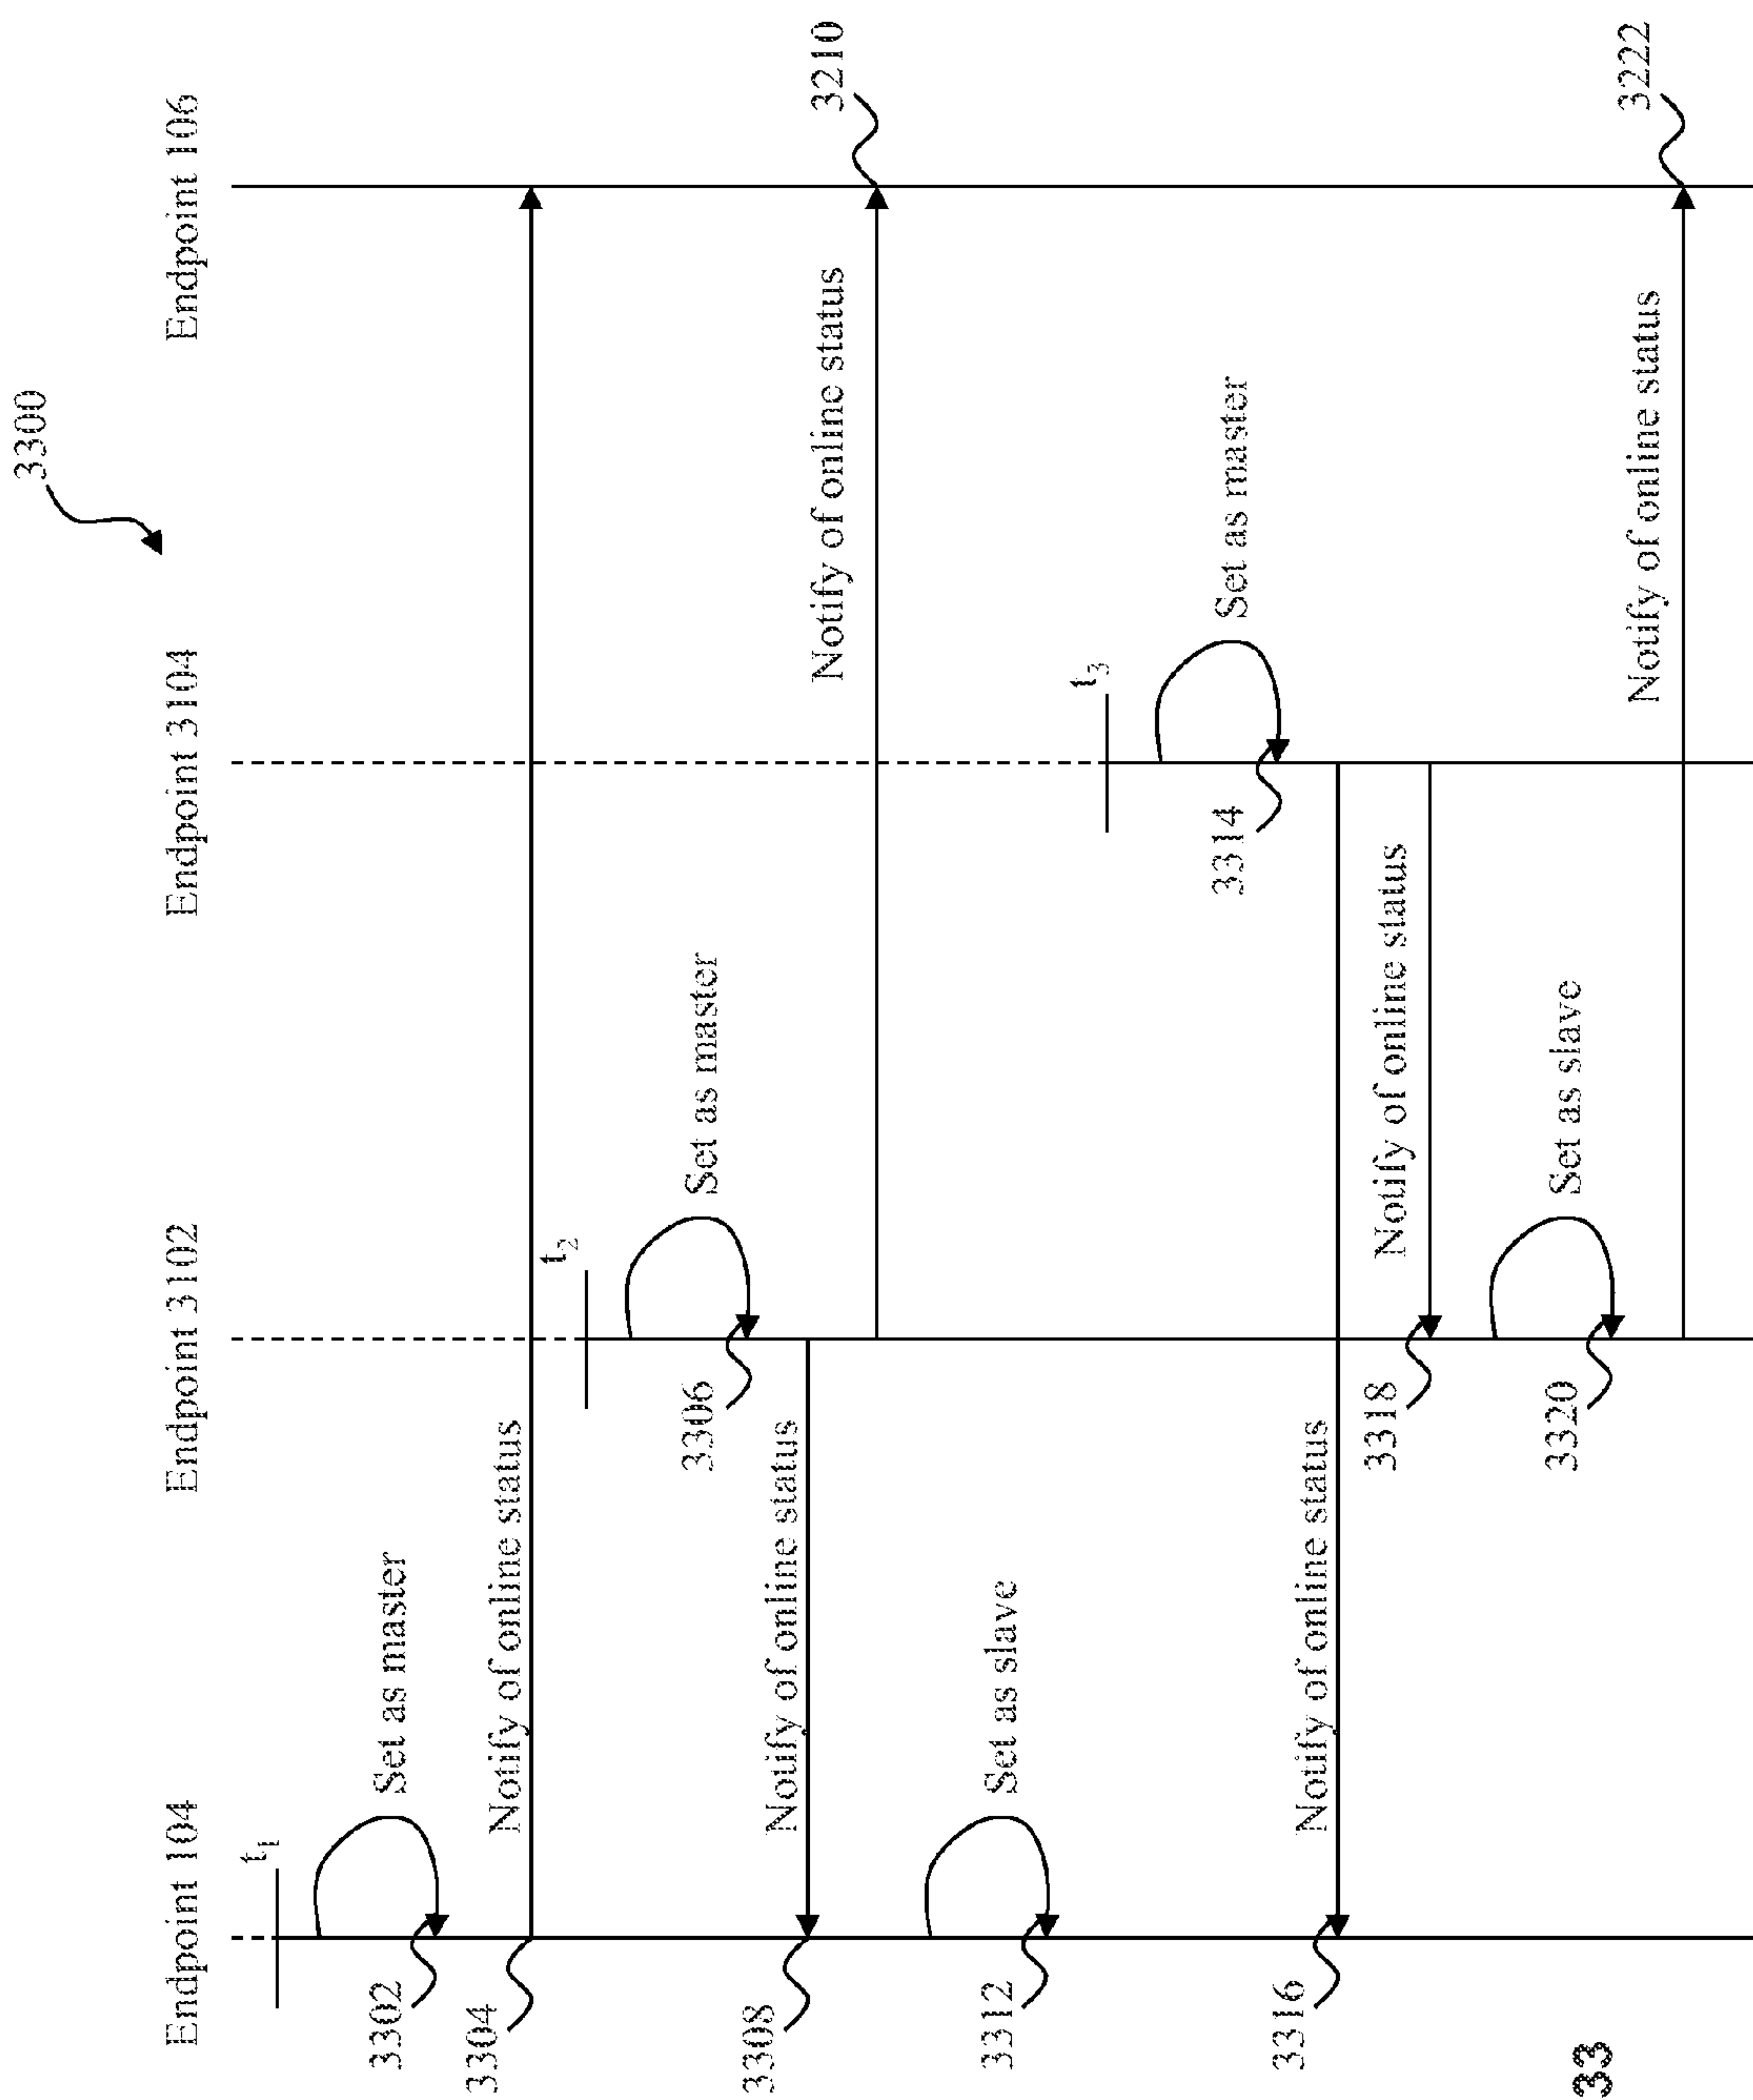 3300
Endpoint 104
Endpoint 3102
Endpoint 3104
Endpoint 106
t1
Set as master
3302
Notify of online status
3304
t2
Set as master
3306
Notify of online status
3308
Notify of online status
3210
Set as slave
3312
t3
Set as master
3314
Notify of online status
3316
Notify of online status
3318
Set as slave
3320
Notify of online status
3222
33